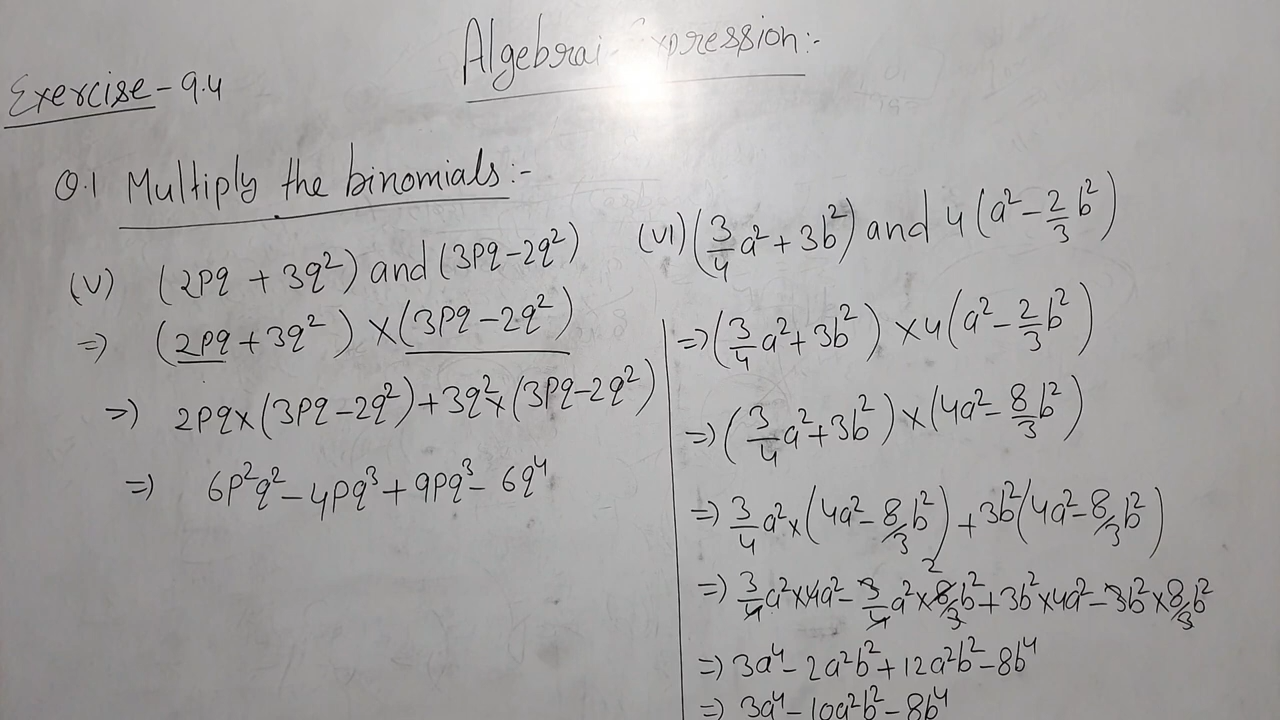 Algebrai Expression:-
Exercise-9.4
Q.1 Multiply the binomials:-
(V) (2pq + 3q²) and (3pq-2q²)
=> (2pq + 3q²) × (3pq-2q²)
=> 2pq×(3pq-2q²)+3q²×(3pq-2q²)
=> 6p²q²-4pq³+9pq³-6q⁴
(VI) (3/4 a² + 3b²) and 4(a²-2/3 b²)
=> (3/4 a²+3b²) ×4(a²-2/3 b²)
=> (3/4 a²+3b²)×(4a²-8/3 b²)
=> 3/4 a²×(4a²-8/3 b²)+3b²(4a²-8/3 b²)
=> 3/4 a²×4a²-3/4 a²×8/3 b²+3b²×4a²-3b²×8/3 b²
2
=> 3a⁴-2a²b²+12a²b²-8b⁴
=> 3a⁴-10a²b²-8b⁴